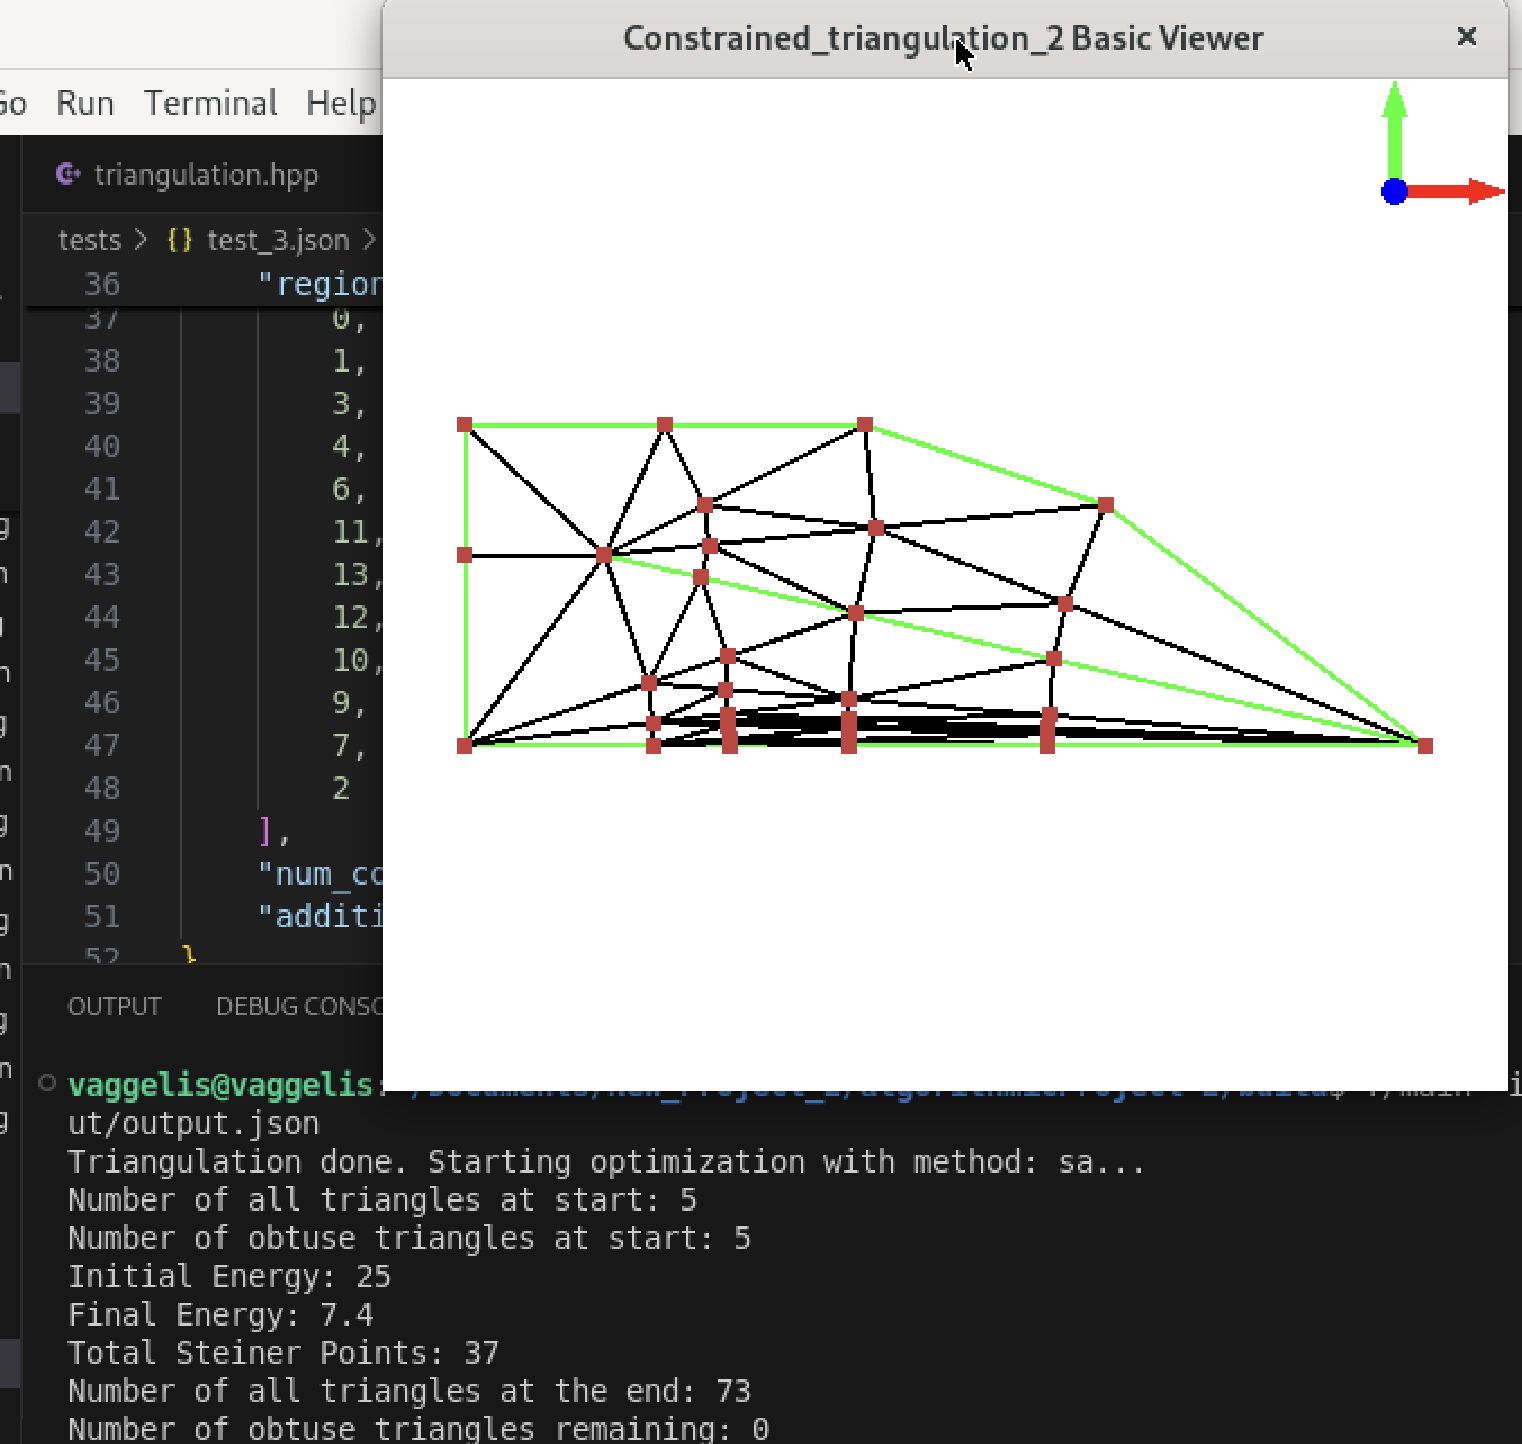 Constrained_triangulation_2 Basic Viewer ×
Go Run Terminal Help
triangulation.hpp
tests > {} test_3.json >
36 "region
37 0,
38 1,
39 3,
40 4,
41 6,
42 11,
43 13,
44 12,
45 10,
46 9,
47 7,
48 2
49 ],
50 "num_co
51 "additi
52 }
OUTPUT DEBUG CONSO
vaggelis@vaggelis:
ut/output.json
Triangulation done. Starting optimization with method: sa...
Number of all triangles at start: 5
Number of obtuse triangles at start: 5
Initial Energy: 25
Final Energy: 7.4
Total Steiner Points: 37
Number of all triangles at the end: 73
Number of obtuse triangles remaining: 0